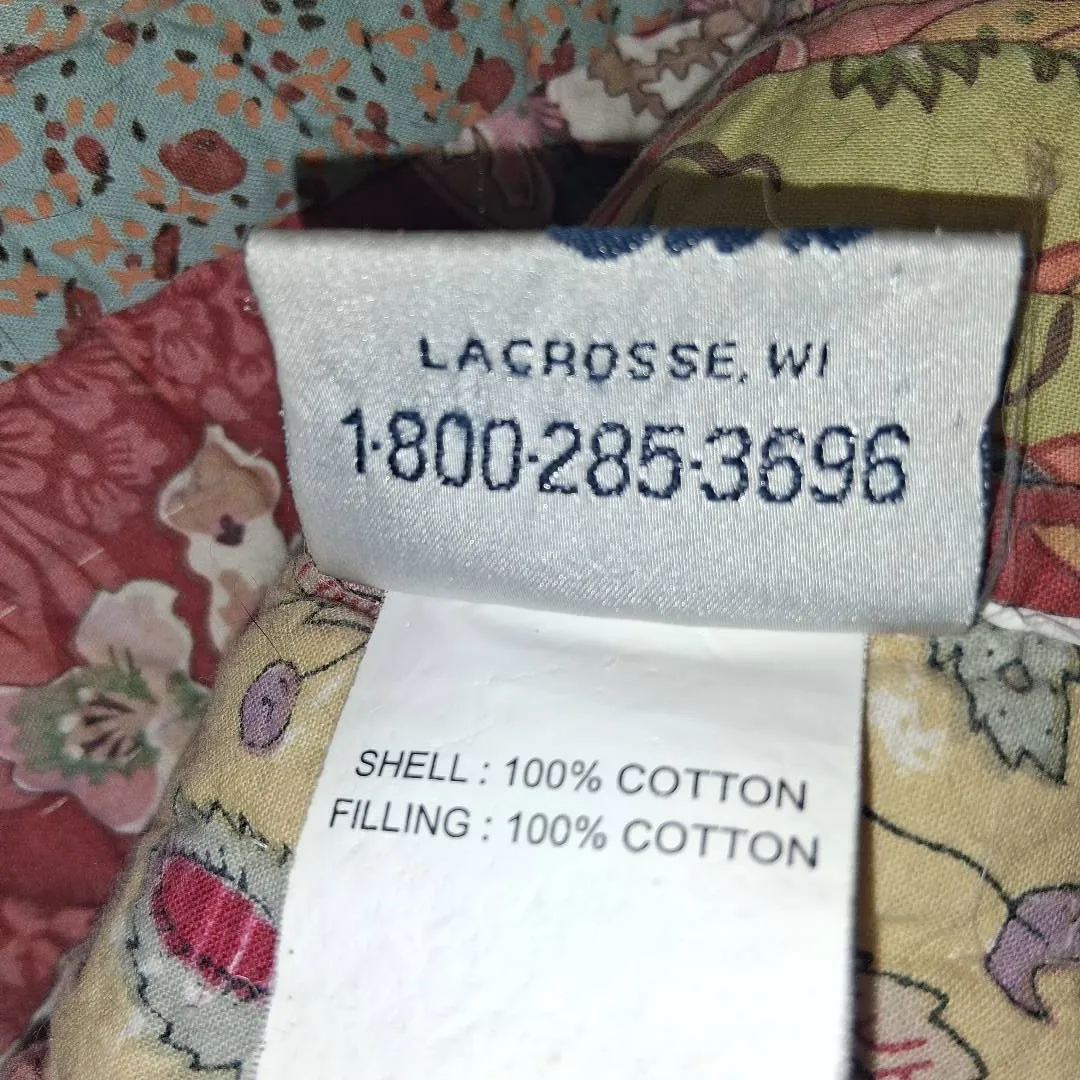 LACROSSE, WI
1·800·285·3696
SHELL : 100% COTTON
FILLING : 100% COTTON